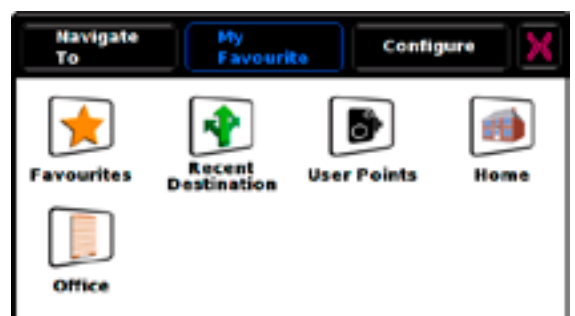 Navigate
To
My
Favourite
Configure
Favourites
Recent
Destination
User Points
Home
Office